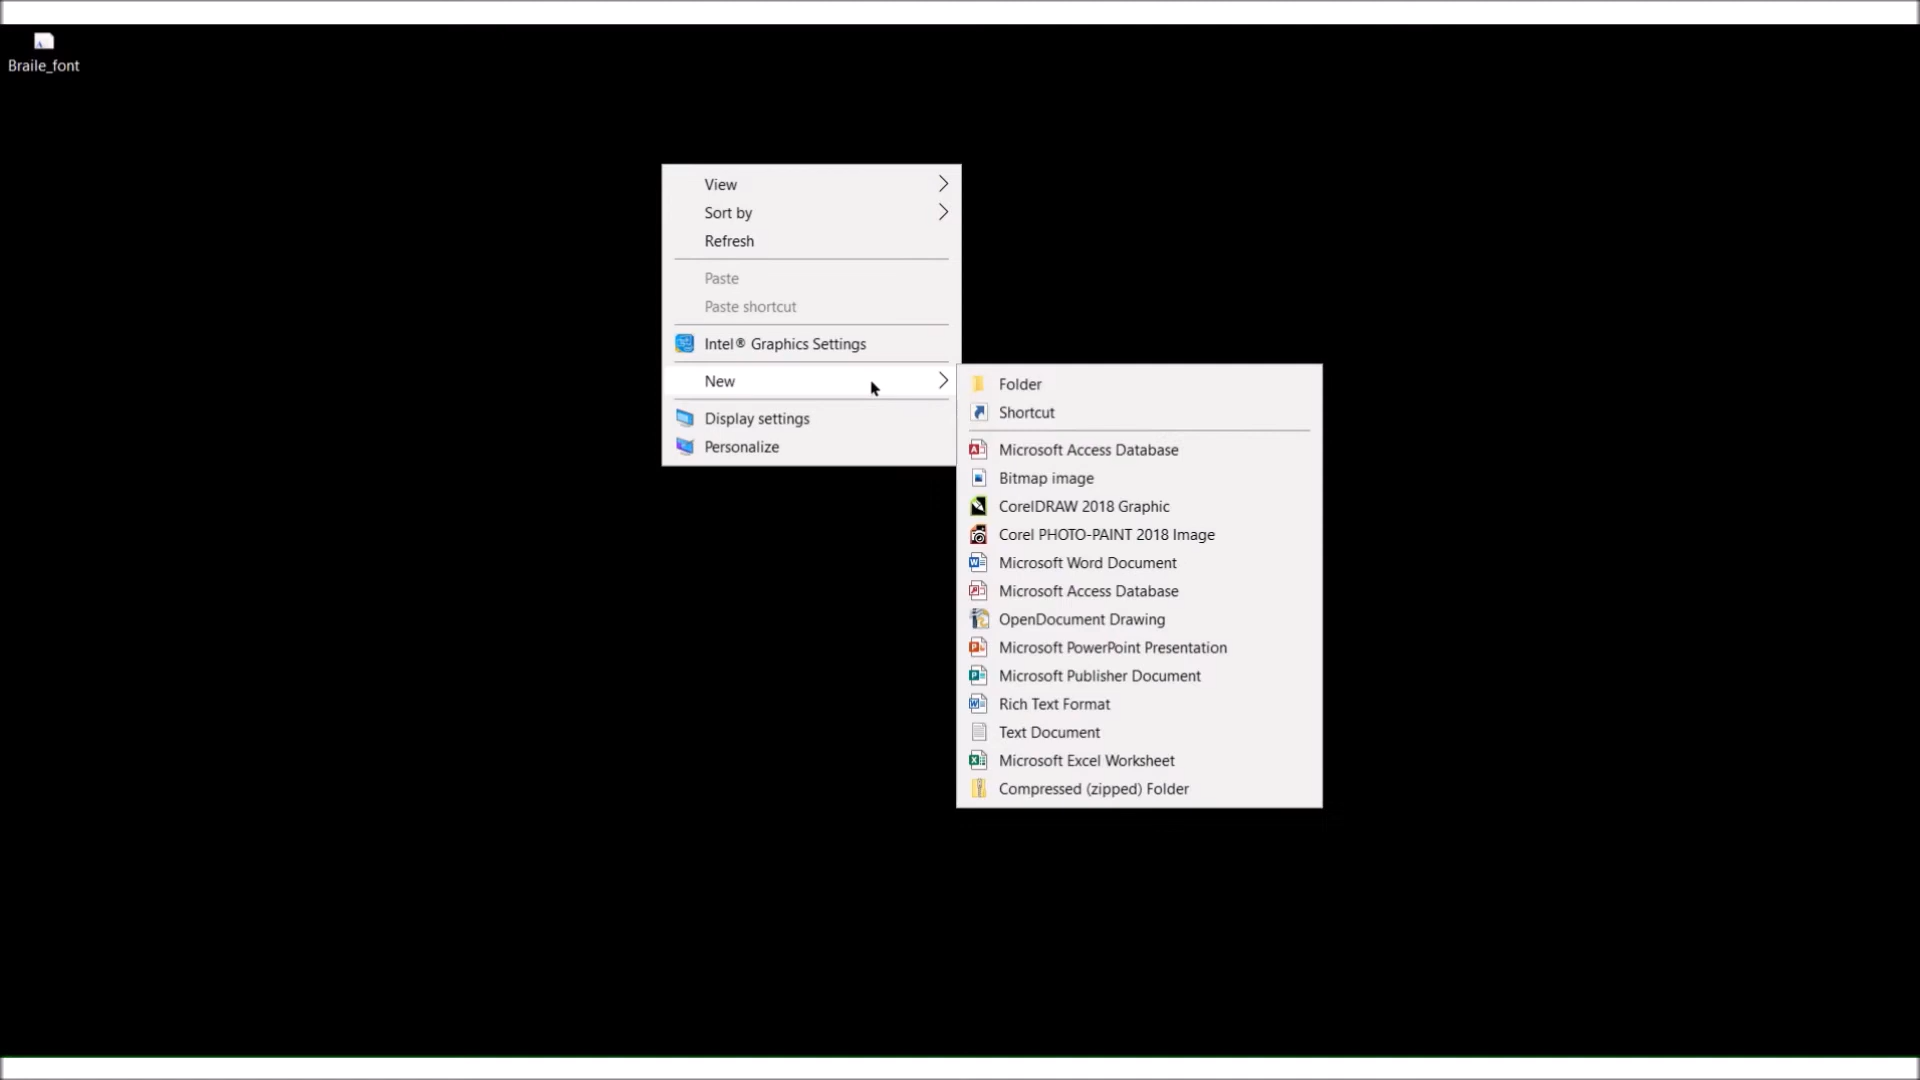 Braile_font
View
Sort by
Refresh
Paste
Paste shortcut
Intel® Graphics Settings
New
Display settings
Personalize
Folder
Shortcut
Microsoft Access Database
Bitmap image
CorelDRAW 2018 Graphic
Corel PHOTO-PAINT 2018 Image
Microsoft Word Document
Microsoft Access Database
OpenDocument Drawing
Microsoft PowerPoint Presentation
Microsoft Publisher Document
Rich Text Format
Text Document
Microsoft Excel Worksheet
Compressed (zipped) Folder